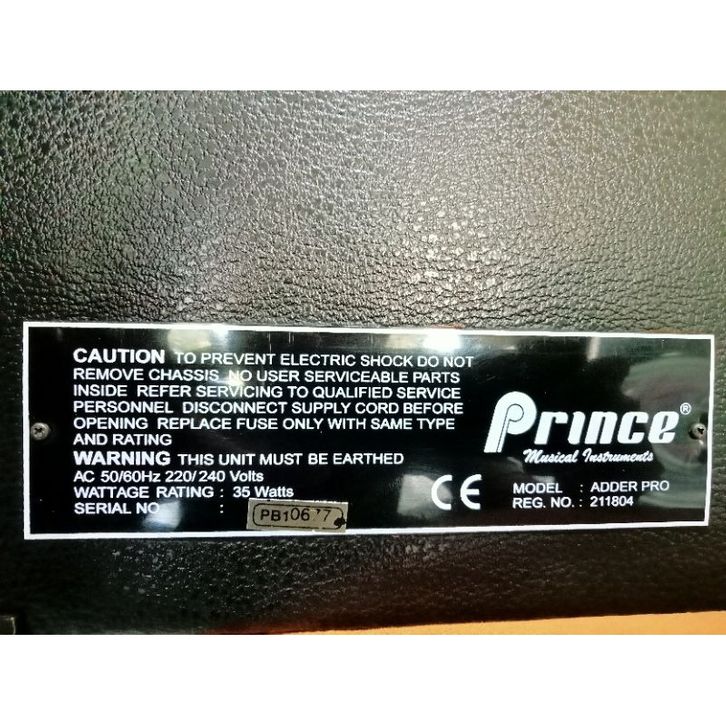 CAUTION TO PREVENT ELECTRIC SHOCK DO NOT
REMOVE CHASSIS NO USER SERVICEABLE PARTS
INSIDE REFER SERVICING TO QUALIFIED SERVICE
PERSONNEL DISCONNECT SUPPLY CORD BEFORE
OPENING REPLACE FUSE ONLY WITH SAME TYPE
AND RATING
WARNING THIS UNIT MUST BE EARTHED
AC 50/60Hz 220/240 Volts
WATTAGE RATING : 35 Watts
SERIAL NO :
Prince®
Musical Instruments
CE
MODEL : ADDER PRO
REG. NO. : 211804